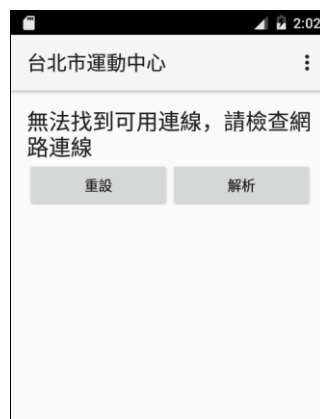 2:02
台北市運動中心
無法找到可用連線，請檢查網
路連線
重設 解析